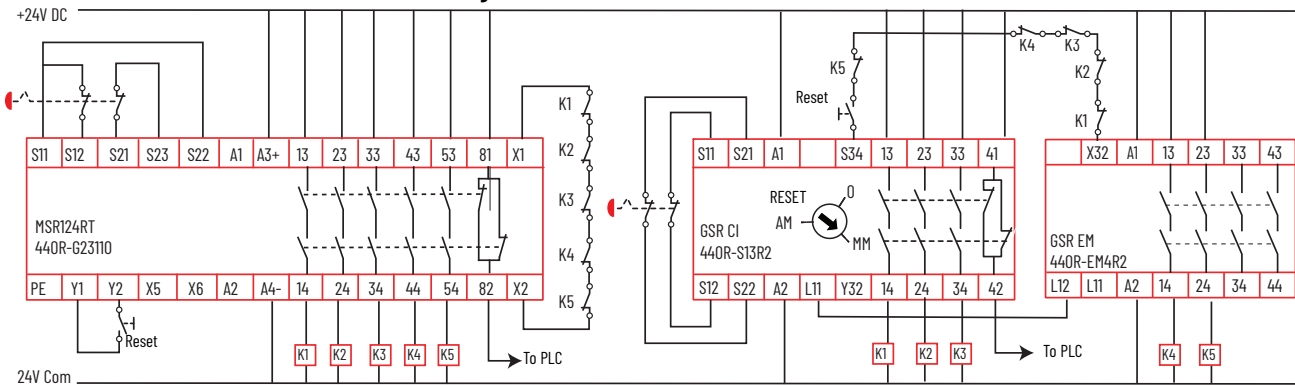 +24V DC
K4 K3
K5 K2
Reset
K1
K1
S11 S12 S21 S23 S22 A1 A3+ 13 23 33 43 53 81 X1
K2
S11 S21 A1 S34 13 23 33 41
X32 A1 13 23 33 43
K3
MSR124RT
440R-G23110
RESET O
AM
MM
GSR CI
440R-S13R2
GSR EM
440R-EM4R2
K4
K5
PE Y1 Y2 X5 X6 A2 A4- 14 24 34 44 54 82 X2
S12 S22 A2 L11 Y32 14 24 34 42
L12 L11 A2 14 24 34 44
Reset
K1 K2 K3 K4 K5
To PLC
K1 K2 K3
To PLC
K4 K5
24V Com